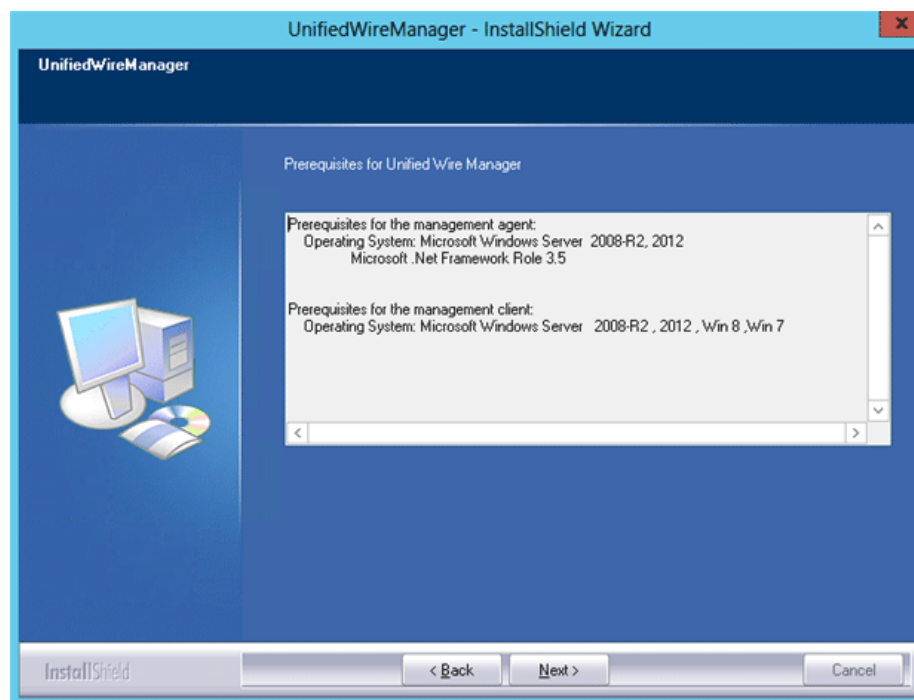 UnifiedWireManager - InstallShield Wizard
x
UnifiedWireManager
Prerequisites for Unified Wire Manager
Prerequisites for the management agent:
Operating System: Microsoft Windows Server 2008-R2, 2012
Microsoft .Net Framework Role 3.5
Prerequisites for the management client:
Operating System: Microsoft Windows Server 2008-R2 , 2012 , Win 8 ,Win 7
InstallShield
< Back
Next >
Cancel